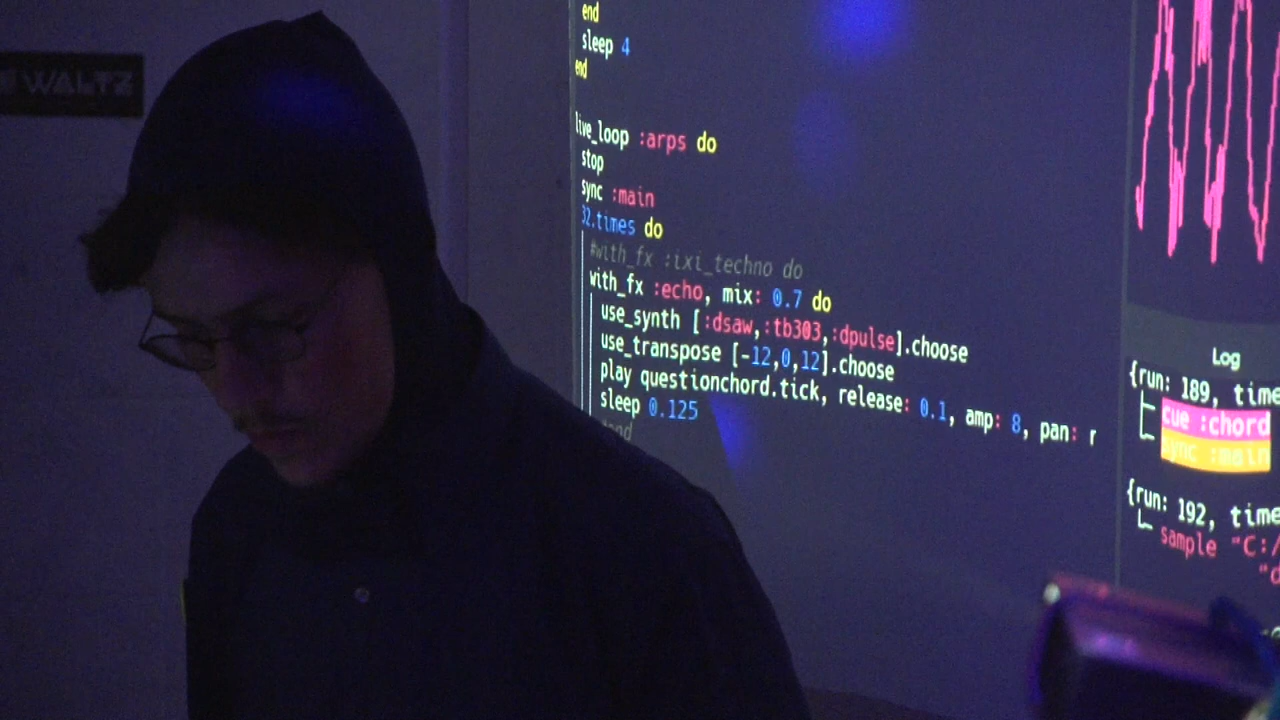 WALTZ
end
sleep 4
end
live_loop :arps do
stop
sync :main
32.times do
#with_fx :ixi_techno do
with_fx :echo, mix: 0.7 do
use_synth [:dsaw,:tb303,:dpulse].choose
use_transpose [-12,0,12].choose
play questionchord.tick, release: 0.1, amp: 8, pan: r
sleep 0.125
end
Log
{run: 189, time
cue :chord
sync :main
{run: 192, time
sample "C:/
"d